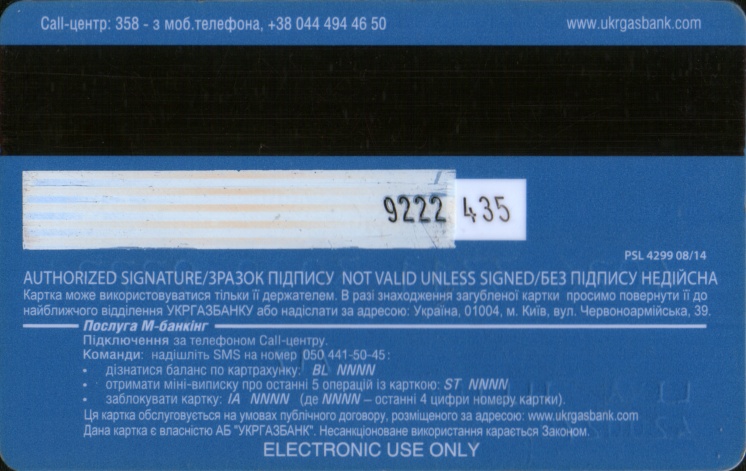 Call-центр: 358 - з моб.телефона, +38 044 494 46 50 www.ukrgasbank.com
9222 435
PSL 4299 08/14
AUTHORIZED SIGNATURE/ЗРАЗОК ПІДПИСУ NOT VALID UNLESS SIGNED/БЕЗ ПІДПИСУ НЕДІЙСНА
Картка може використовуватися тільки її держателем. В разі знаходження загубленої картки просимо повернути її до
найближчого відділення УКРГАЗБАНКУ або надіслати за адресою: Україна, 01004, м. Київ, вул. Червоноармійська, 39.
Послуга М-банкінг
Підключення за телефоном Call-центру.
Команди: надішліть SMS на номер 050 441-50-45:
• дізнатися баланс по картрахунку: BL NNNN
• отримати міні-виписку про останні 5 операцій із карткою: ST NNNN
• заблокувати картку: IA NNNN (де NNNN – останні 4 цифри номеру картки).
Ця картка обслуговується на умовах публічного договору, розміщеного за адресою: www.ukrgasbank.com
Дана картка є власністю АБ "УКРГАЗБАНК". Несанкціоноване використання карається Законом.
ELECTRONIC USE ONLY